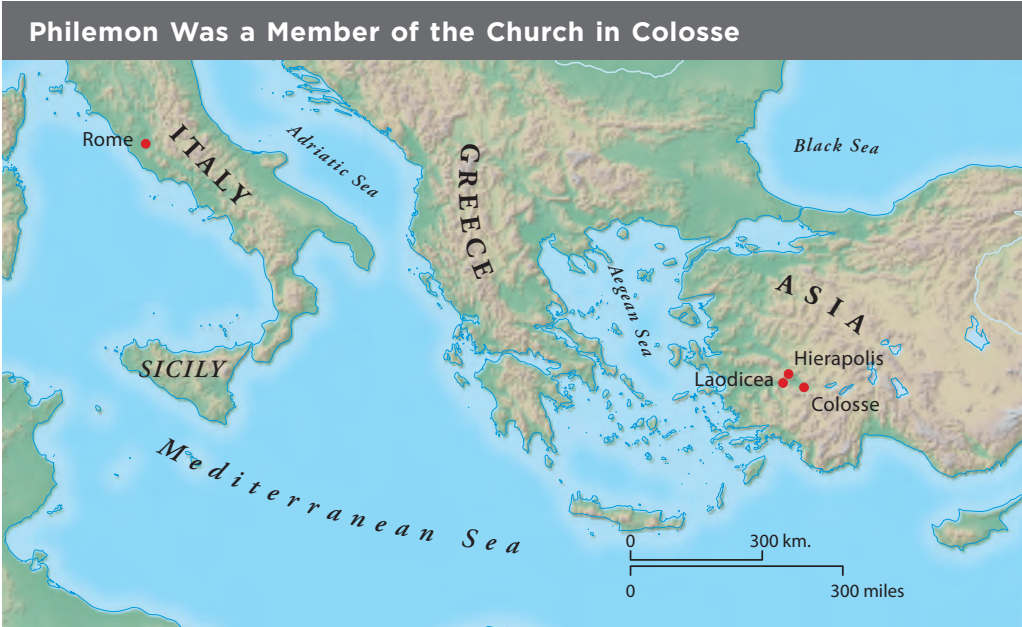 Philemon Was a Member of the Church in Colosse
Rome
ITALY
Adriatic Sea
GREECE
Black Sea
Aegean Sea
ASIA
SICILY
Hierapolis
Laodicea
Colosse
Mediterranean Sea
0 300 km.
0 300 miles